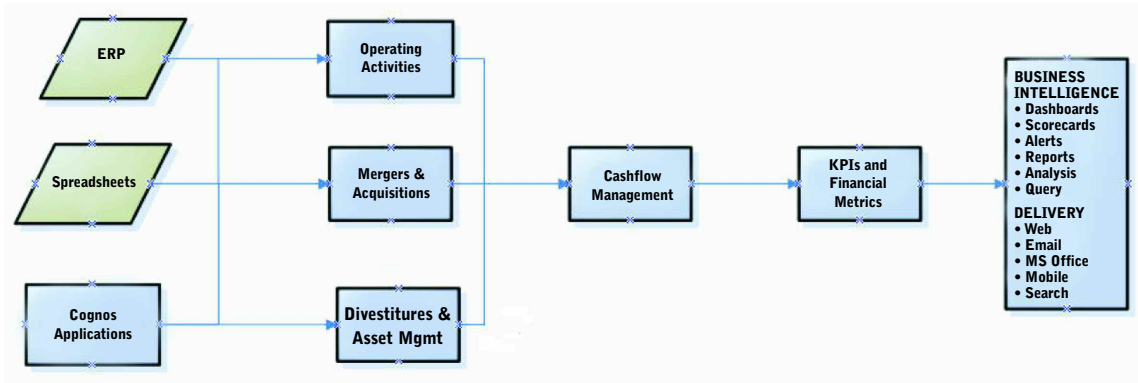 ERP
Operating
Activities
Spreadsheets
Mergers &
Acquisitions
Cognos
Applications
Divestitures &
Asset Mgmt
Cashflow
Management
KPIs and
Financial
Metrics
BUSINESS
INTELLIGENCE
• Dashboards
• Scorecards
• Alerts
• Reports
• Analysis
• Query
DELIVERY
• Web
• Email
• MS Office
• Mobile
• Search